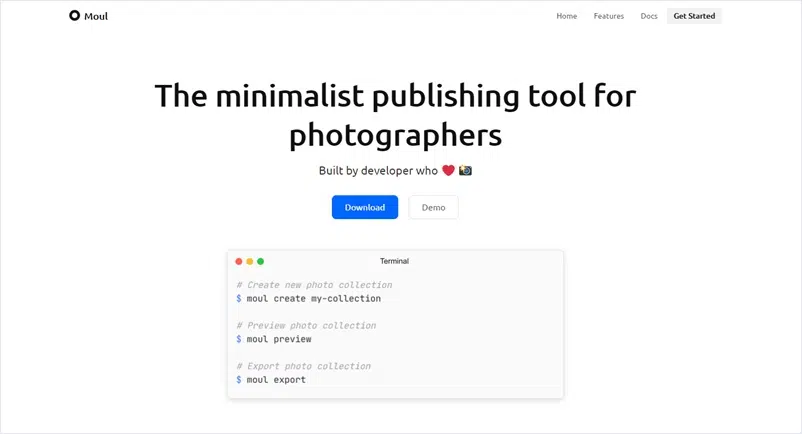 Moul
Home Features Docs Get Started
The minimalist publishing tool for
photographers
Built by developer who ❤️ 📸
Download Demo
Terminal
# Create new photo collection
$ moul create my-collection
# Preview photo collection
$ moul preview
# Export photo collection
$ moul export